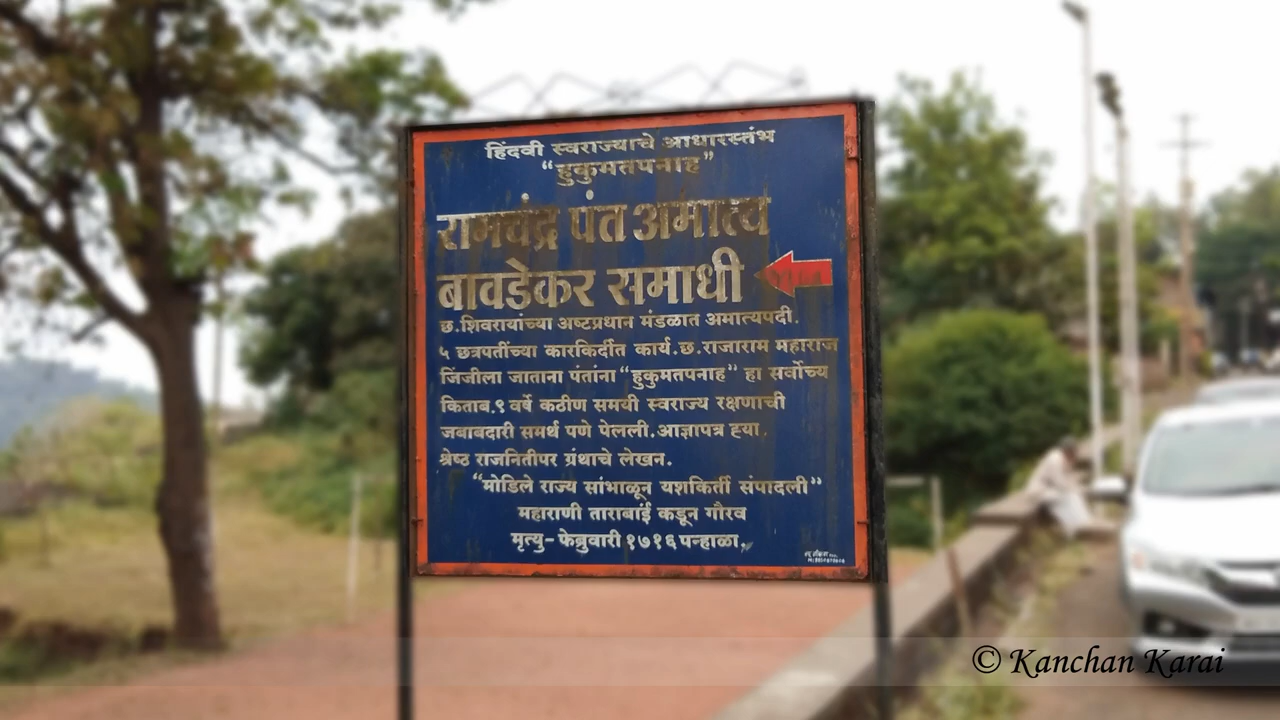 हिंदवी स्वराज्याचे आधारस्तंभ
“हुकुमतपनाह”
रामचंद्र पंत अमात्य
बावडेकर समाधी
छ.शिवरायांच्या अष्टप्रधान मंडळात अमात्यपदी.
५ छत्रपतींच्या कारकिर्दीत कार्य.छ.राजाराम महाराज
जिंजीला जाताना पंतांना “हुकुमतपनाह” हा सर्वोच्य
किताब.९ वर्षे कठीण समयी स्वराज्य रक्षणाची
जबाबदारी समर्थ पणे पेलली.आज्ञापत्र ह्या
श्रेष्ठ राजनितीपर ग्रंथाचे लेखन.
“मोडिले राज्य सांभाळून यशकिर्ती संपादली”
महाराणी ताराबाई कडून गौरव
मृत्यु- फेब्रुवारी १७१६ पन्हाळा.
© Kanchan Karai